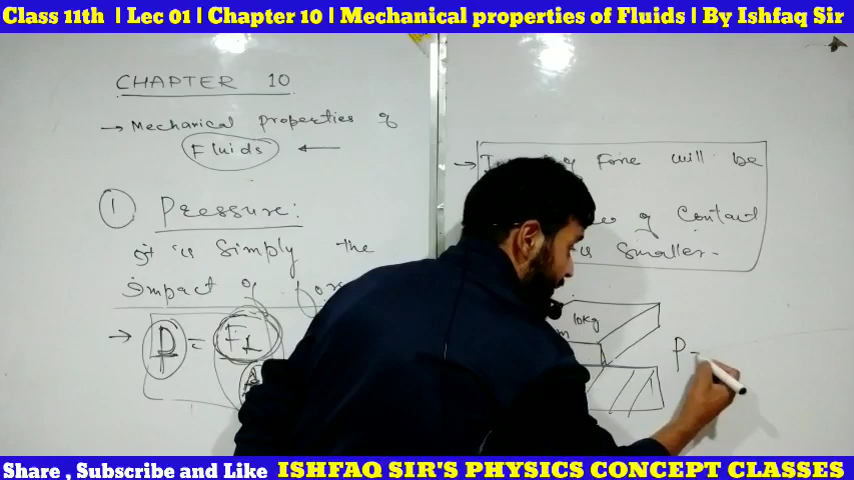 Class 11th | Lec 01 | Chapter 10 | Mechanical properties of Fluids | By Ishfaq Sir
CHAPTER 10
→ Mechanical properties of
Fluids ←
① Pressure:
It is simply the
impact of
→ P = F⊥
→ Force will be
of Contact
is smaller.
10kg
m
P =
Share , Subscribe and Like ISHFAQ SIR'S PHYSICS CONCEPT CLASSES